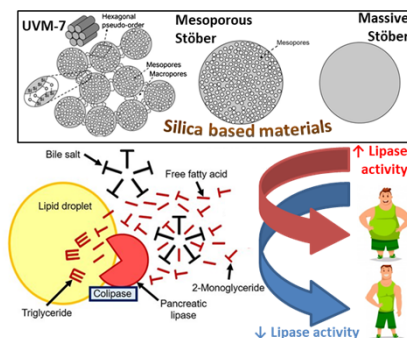 UVM-7
Hexagonal
pseudo-order
Mesopores
Macropores
Mesoporous
Stöber
Mesopores
Massive
Stöber
Silica based materials
Bile salt
Free fatty acid
Lipid droplet
Triglyceride
Colipase
Pancreatic
lipase
2-Monoglyceride
↑ Lipase
activity
↓ Lipase activity